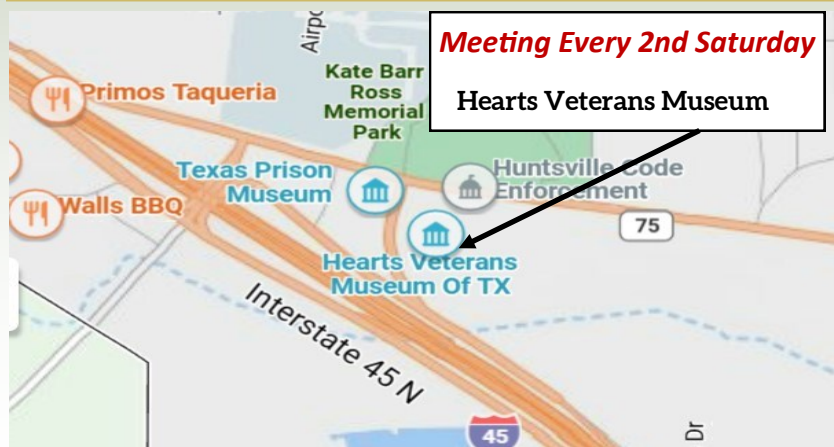 Meeting Every 2nd Saturday
Hearts Veterans Museum
Airpo
Kate Barr
Ross
Memorial
Park
Primos Taqueria
Texas Prison
Museum
Huntsville Code
Enforcement
Walls BBQ
75
Hearts Veterans
Museum Of TX
Interstate 45 N
45
Dr